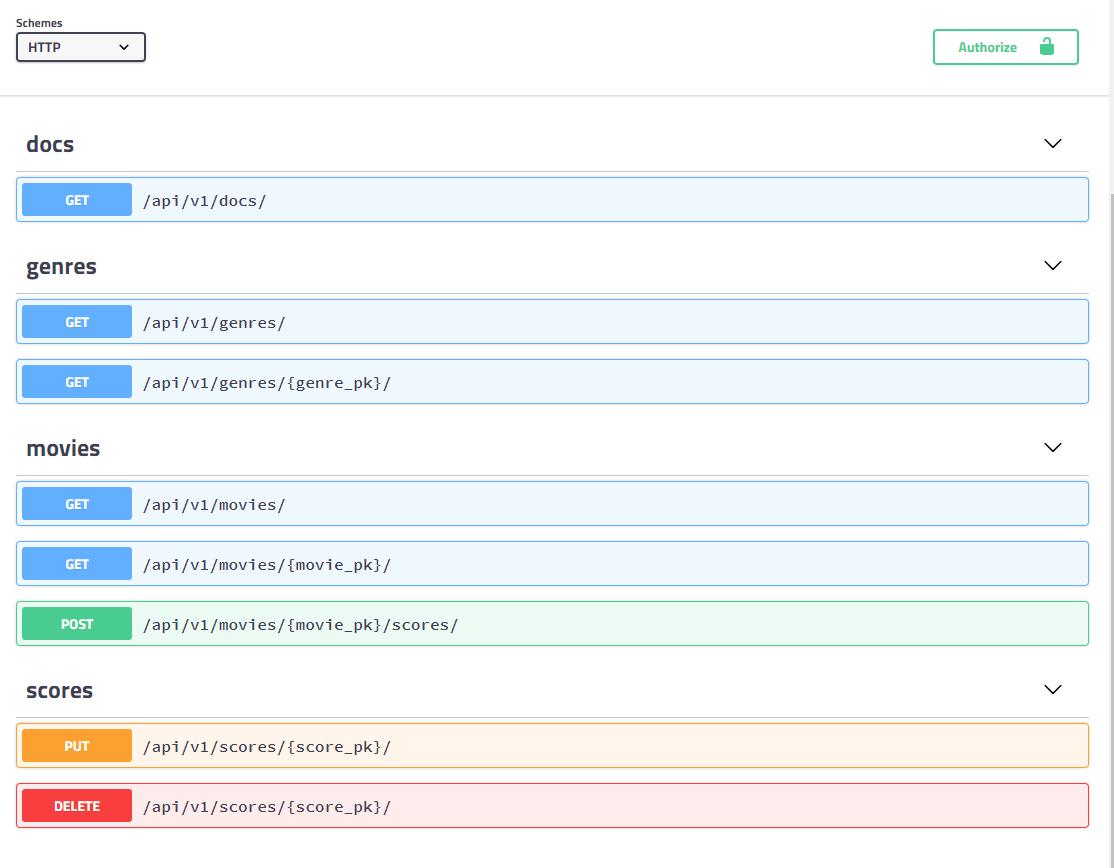 Schemes
HTTP
Authorize
docs
GET /api/v1/docs/
genres
GET /api/v1/genres/
GET /api/v1/genres/{genre_pk}/
movies
GET /api/v1/movies/
GET /api/v1/movies/{movie_pk}/
POST /api/v1/movies/{movie_pk}/scores/
scores
PUT /api/v1/scores/{score_pk}/
DELETE /api/v1/scores/{score_pk}/